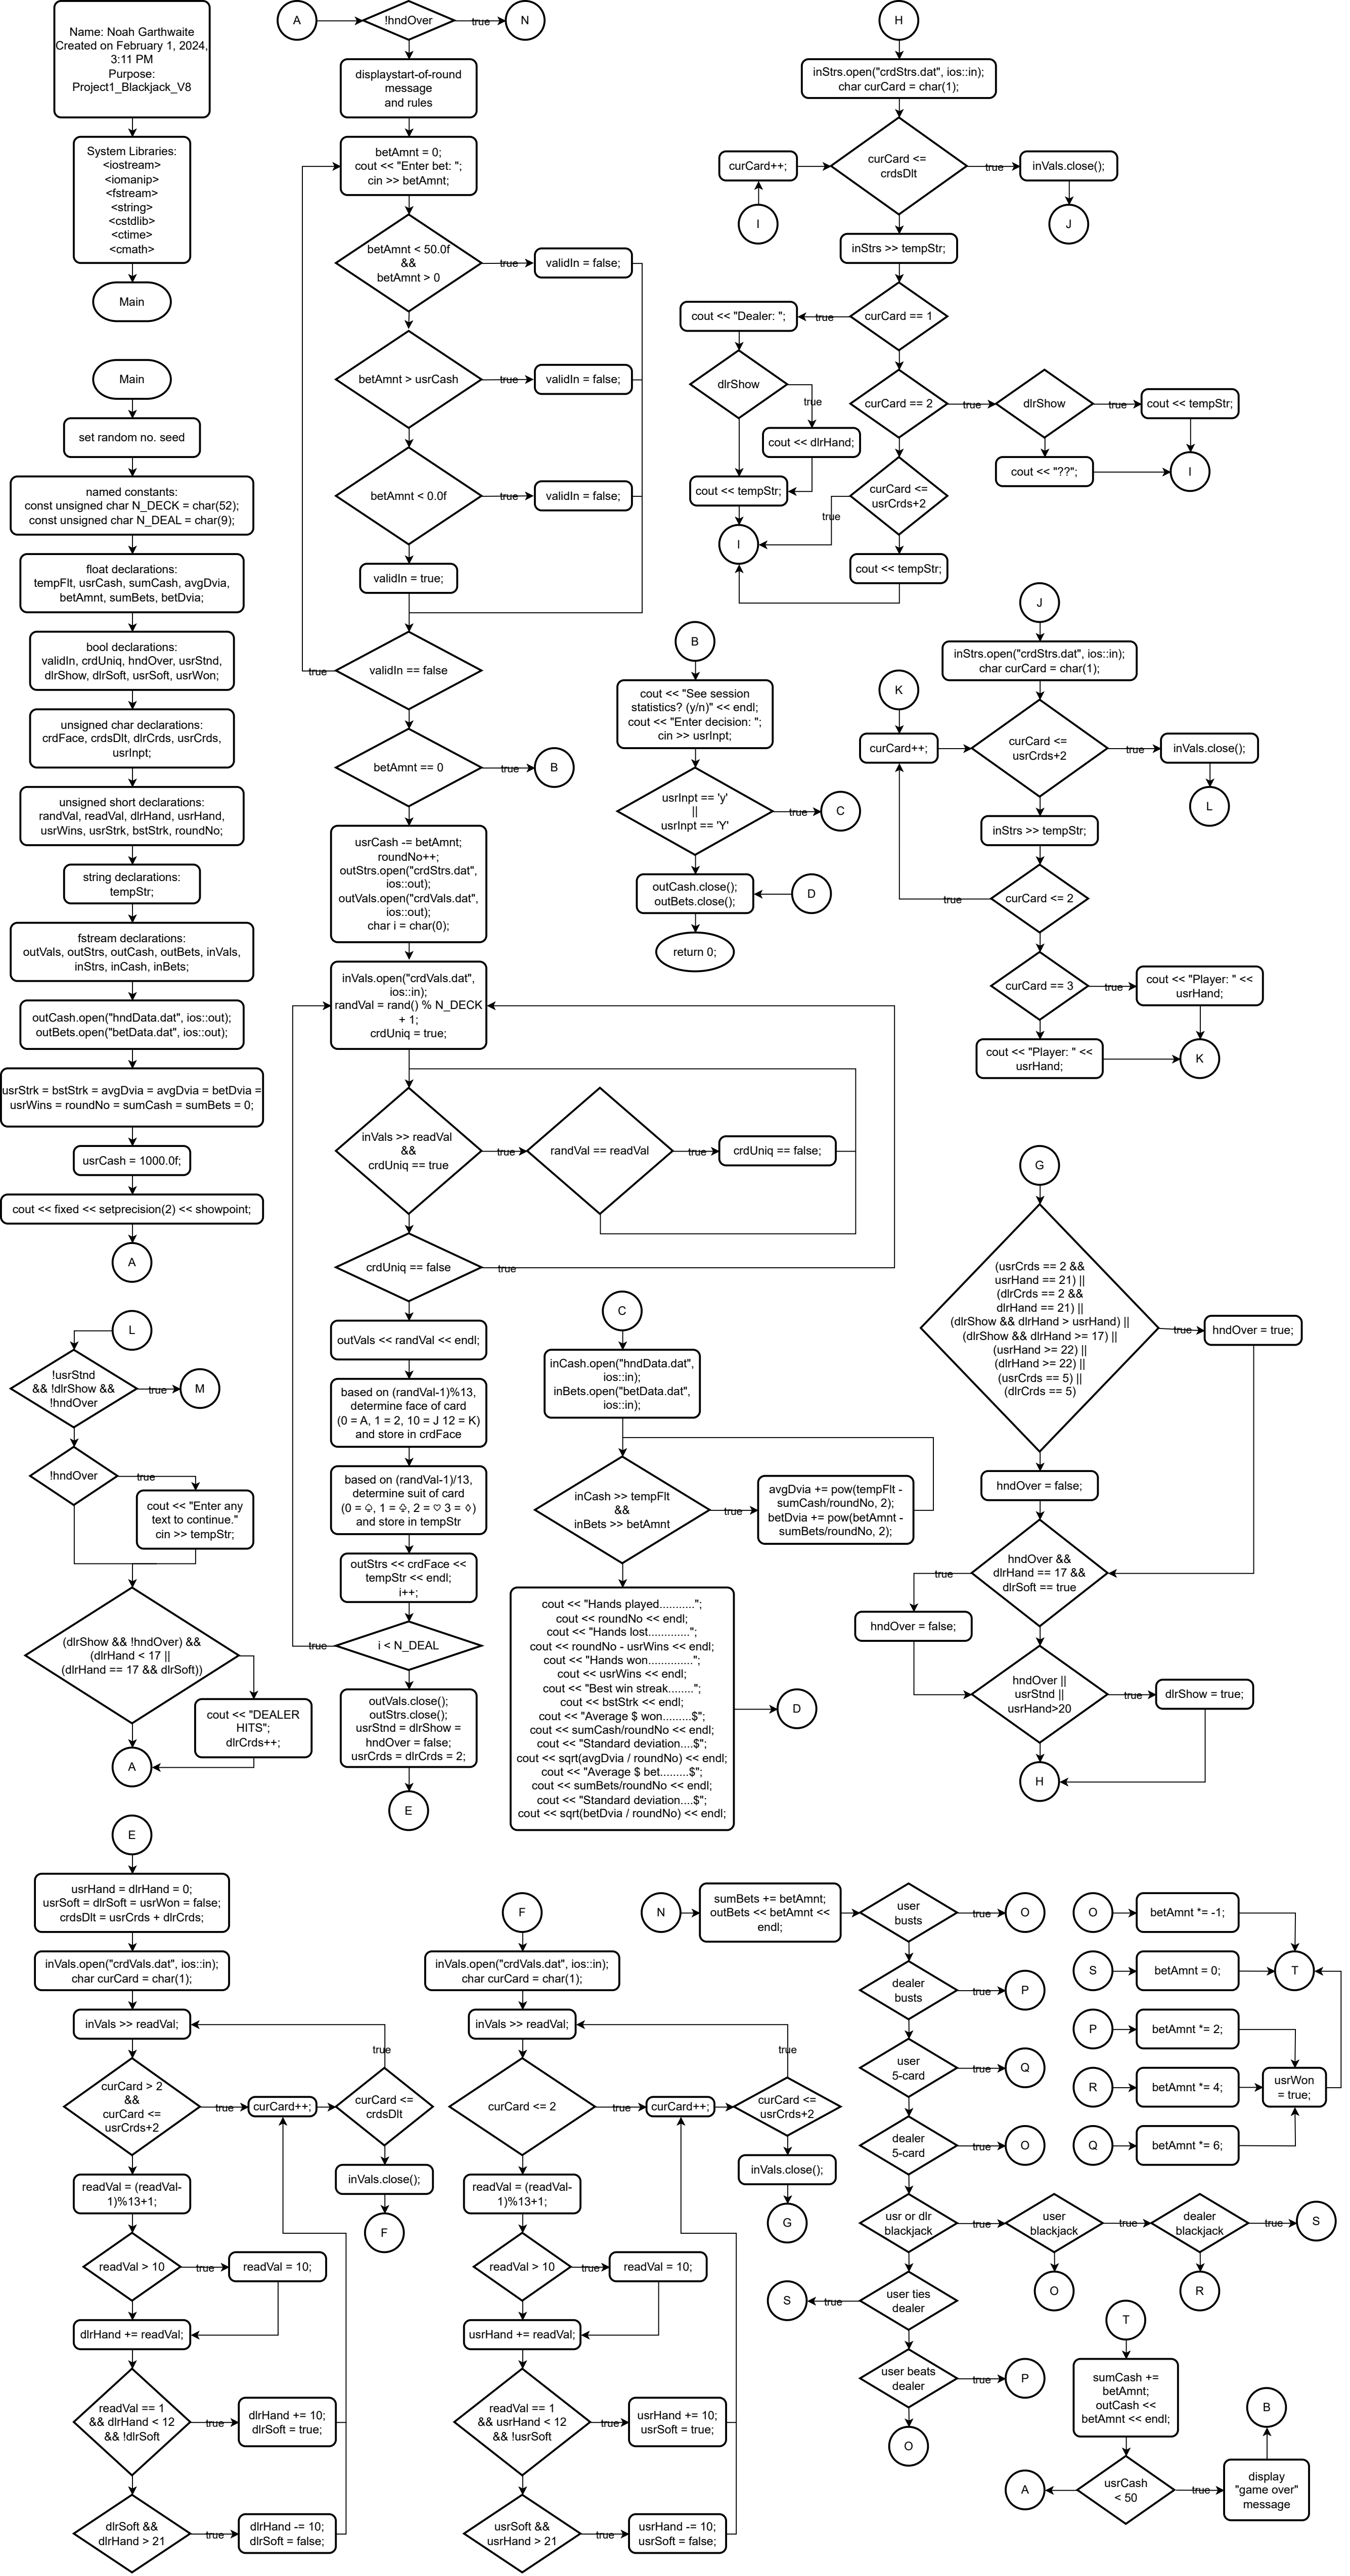 Name: Noah Garthwaite
Created on February 1, 2024,
3:11 PM
Purpose:
Project1_Blackjack_V8
System Libraries:
<iostream>
<iomanip>
<fstream>
<string>
<cstdlib>
<ctime>
<cmath>
Main
Main
set random no. seed
named constants:
const unsigned char N_DECK = char(52);
const unsigned char N_DEAL = char(9);
float declarations:
tempFlt, usrCash, sumCash, avgDvia,
betAmnt, sumBets, betDvia;
bool declarations:
validIn, crdUniq, hndOver, usrStnd,
dlrShow, dlrSoft, usrSoft, usrWon;
unsigned char declarations:
crdFace, crdsDlt, dlrCrds, usrCrds,
usrInpt;
unsigned short declarations:
randVal, readVal, dlrHand, usrHand,
usrWins, usrStrk, bstStrk, roundNo;
string declarations:
tempStr;
fstream declarations:
outVals, outStrs, outCash, outBets, inVals,
inStrs, inCash, inBets;
outCash.open("hndData.dat", ios::out);
outBets.open("betData.dat", ios::out);
usrStrk = bstStrk = avgDvia = avgDvia = betDvia =
usrWins = roundNo = sumCash = sumBets = 0;
usrCash = 1000.0f;
cout << fixed << setprecision(2) << showpoint;
A
A
!hndOver
true
N
displaystart-of-round
message
and rules
betAmnt = 0;
cout << "Enter bet: ";
cin >> betAmnt;
betAmnt < 50.0f
&&
betAmnt > 0
true
validIn = false;
betAmnt > usrCash
true
validIn = false;
betAmnt < 0.0f
true
validIn = false;
validIn = true;
validIn == false
true
betAmnt == 0
true
B
usrCash -= betAmnt;
roundNo++;
outStrs.open("crdStrs.dat",
ios::out);
outVals.open("crdVals.dat",
ios::out);
char i = char(0);
inVals.open("crdVals.dat",
ios::in);
randVal = rand() % N_DECK
+ 1;
crdUniq = true;
inVals >> readVal
&&
crdUniq == true
true
randVal == readVal
true
crdUniq == false;
crdUniq == false
true
outVals << randVal << endl;
based on (randVal-1)%13,
determine face of card
(0 = A, 1 = 2, 10 = J 12 = K)
and store in crdFace
based on (randVal-1)/13,
determine suit of card
(0 = ♤, 1 = ♧, 2 = ♡ 3 = ◊)
and store in tempStr
outStrs << crdFace <<
tempStr << endl;
i++;
i < N_DEAL
true
outVals.close();
outStrs.close();
usrStnd = dlrShow =
hndOver = false;
usrCrds = dlrCrds = 2;
E
H
inStrs.open("crdStrs.dat", ios::in);
char curCard = char(1);
curCard++;
curCard <=
crdsDlt
true
inVals.close();
I
J
inStrs >> tempStr;
curCard == 1
true
cout << "Dealer: ";
dlrShow
true
cout << dlrHand;
cout << tempStr;
I
curCard == 2
true
dlrShow
true
cout << tempStr;
cout << "??";
I
curCard <=
usrCrds+2
true
cout << tempStr;
B
cout << "See session
statistics? (y/n)" << endl;
cout << "Enter decision: ";
cin >> usrInpt;
usrInpt == 'y'
||
usrInpt == 'Y'
true
C
outCash.close();
outBets.close();
D
return 0;
J
inStrs.open("crdStrs.dat", ios::in);
char curCard = char(1);
K
curCard++;
curCard <=
usrCrds+2
true
inVals.close();
L
inStrs >> tempStr;
curCard <= 2
true
curCard == 3
true
cout << "Player: " <<
usrHand;
cout << "Player: " <<
usrHand;
K
L
!usrStnd
&& !dlrShow &&
!hndOver
true
M
!hndOver
true
cout << "Enter any
text to continue."
cin >> tempStr;
(dlrShow && !hndOver) &&
(dlrHand < 17 ||
(dlrHand == 17 && dlrSoft))
cout << "DEALER
HITS";
dlrCrds++;
A
C
inCash.open("hndData.dat",
ios::in);
inBets.open("betData.dat",
ios::in);
inCash >> tempFlt
&&
inBets >> betAmnt
true
avgDvia += pow(tempFlt -
sumCash/roundNo, 2);
betDvia += pow(betAmnt -
sumBets/roundNo, 2);
cout << "Hands played...........";
cout << roundNo << endl;
cout << "Hands lost.............";
cout << roundNo - usrWins << endl;
cout << "Hands won..............";
cout << usrWins << endl;
cout << "Best win streak........";
cout << bstStrk << endl;
cout << "Average $ won.........$";
cout << sumCash/roundNo << endl;
cout << "Standard deviation....$";
cout << sqrt(avgDvia / roundNo) << endl;
cout << "Average $ bet.........$";
cout << sumBets/roundNo << endl;
cout << "Standard deviation....$";
cout << sqrt(betDvia / roundNo) << endl;
D
G
(usrCrds == 2 &&
usrHand == 21) ||
(dlrCrds == 2 &&
dlrHand == 21) ||
(dlrShow && dlrHand > usrHand) ||
(dlrShow && dlrHand >= 17) ||
(usrHand >= 22) ||
(dlrHand >= 22) ||
(usrCrds == 5) ||
(dlrCrds == 5)
true
hndOver = true;
hndOver = false;
hndOver &&
dlrHand == 17 &&
dlrSoft == true
true
hndOver = false;
hndOver ||
usrStnd ||
usrHand>20
true
dlrShow = true;
H
E
usrHand = dlrHand = 0;
usrSoft = dlrSoft = usrWon = false;
crdsDlt = usrCrds + dlrCrds;
inVals.open("crdVals.dat", ios::in);
char curCard = char(1);
inVals >> readVal;
true
curCard > 2
&&
curCard <=
usrCrds+2
true
curCard++;
curCard <=
crdsDlt
inVals.close();
F
readVal = (readVal-
1)%13+1;
readVal > 10
true
readVal = 10;
dlrHand += readVal;
readVal == 1
&& dlrHand < 12
&& !dlrSoft
true
dlrHand += 10;
dlrSoft = true;
dlrSoft &&
dlrHand > 21
true
dlrHand -= 10;
dlrSoft = false;
F
inVals.open("crdVals.dat", ios::in);
char curCard = char(1);
inVals >> readVal;
true
curCard <= 2
true
curCard++;
curCard <=
usrCrds+2
inVals.close();
G
readVal = (readVal-
1)%13+1;
readVal > 10
true
readVal = 10;
usrHand += readVal;
readVal == 1
&& usrHand < 12
&& !usrSoft
true
usrHand += 10;
usrSoft = true;
usrSoft &&
usrHand > 21
true
usrHand -= 10;
usrSoft = false;
N
sumBets += betAmnt;
outBets << betAmnt <<
endl;
user
busts
true
O
dealer
busts
true
P
user
5-card
true
Q
dealer
5-card
true
O
usr or dlr
blackjack
true
user
blackjack
true
dealer
blackjack
true
S
O
R
user ties
dealer
true
S
user beats
dealer
true
P
O
O
betAmnt *= -1;
S
betAmnt = 0;
T
P
betAmnt *= 2;
R
betAmnt *= 4;
usrWon
= true;
Q
betAmnt *= 6;
T
sumCash +=
betAmnt;
outCash <<
betAmnt << endl;
usrCash
< 50
A
true
display
"game over"
message
B